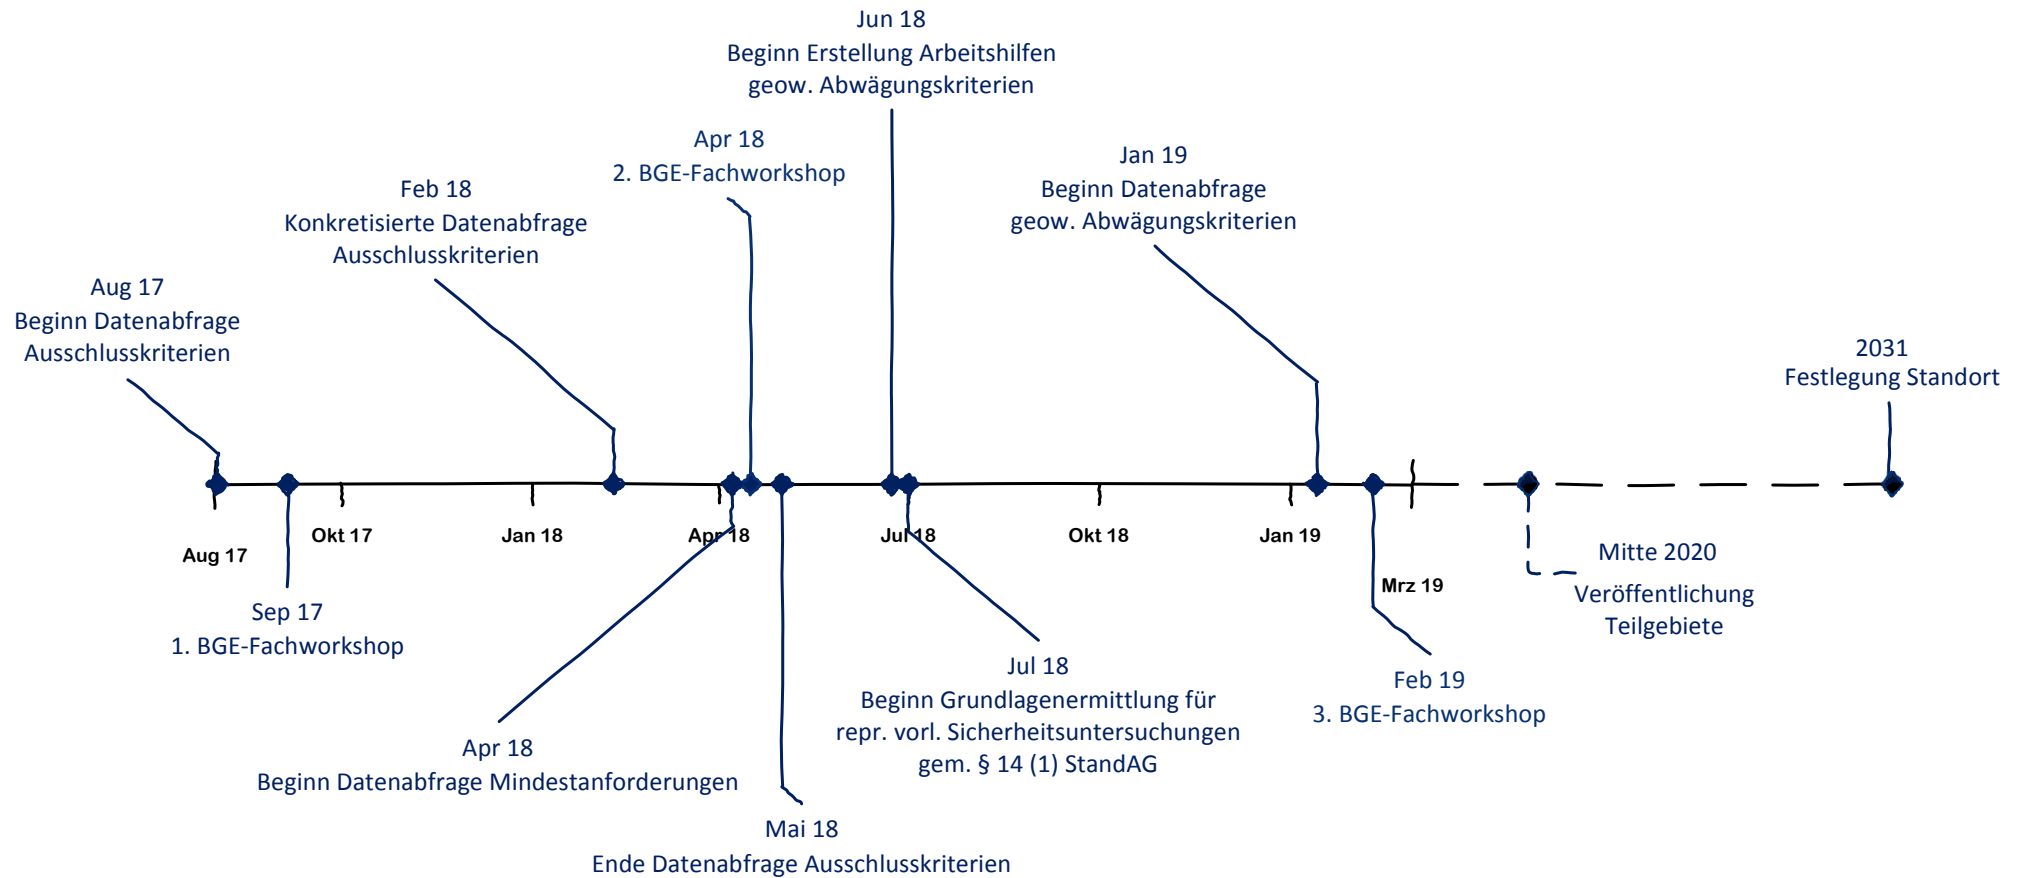 Jun 18
Beginn Erstellung Arbeitshilfen
geow. Abwägungskriterien
Apr 18
2. BGE-Fachworkshop
Jan 19
Beginn Datenabfrage
geow. Abwägungskriterien
Feb 18
Konkretisierte Datenabfrage
Ausschlusskriterien
Aug 17
Beginn Datenabfrage
Ausschlusskriterien
2031
Festlegung Standort
Aug 17
Okt 17
Jan 18
Apr 18
Jul 18
Okt 18
Jan 19
Mrz 19
Mitte 2020
Veröffentlichung
Teilgebiete
Sep 17
1. BGE-Fachworkshop
Jul 18
Beginn Grundlagenermittlung für
repr. vorl. Sicherheitsuntersuchungen
gem. § 14 (1) StandAG
Feb 19
3. BGE-Fachworkshop
Apr 18
Beginn Datenabfrage Mindestanforderungen
Mai 18
Ende Datenabfrage Ausschlusskriterien